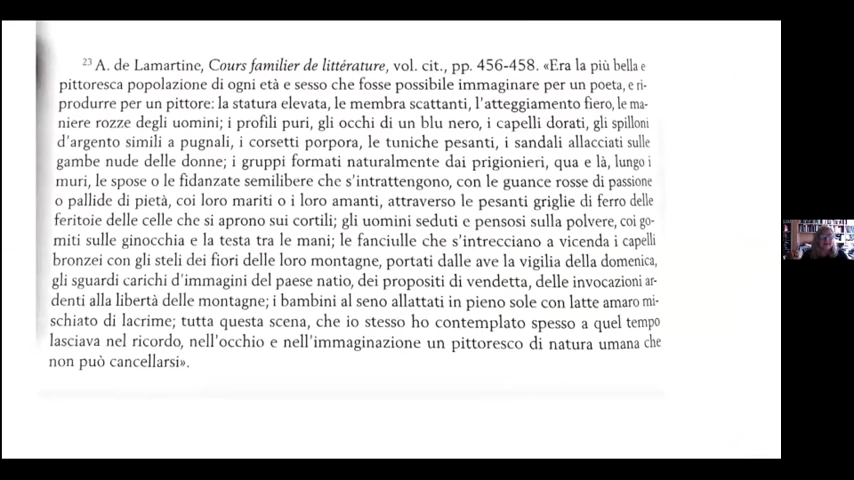 ²³ A. de Lamartine, Cours familier de littérature, vol. cit., pp. 456-458. «Era la più bella e
pittoresca popolazione di ogni età e sesso che fosse possibile immaginare per un poeta, e ri-
produrre per un pittore: la statura elevata, le membra scattanti, l'atteggiamento fiero, le ma-
niere rozze degli uomini; i profili puri, gli occhi di un blu nero, i capelli dorati, gli spilloni
d'argento simili a pugnali, i corsetti porpora, le tuniche pesanti, i sandali allacciati sulle
gambe nude delle donne; i gruppi formati naturalmente dai prigionieri, qua e là, lungo i
muri, le spose o le fidanzate semilibere che s'intrattengono, con le guance rosse di passione
o pallide di pietà, coi loro mariti o i loro amanti, attraverso le pesanti griglie di ferro delle
feritoie delle celle che si aprono sui cortili; gli uomini seduti e pensosi sulla polvere, coi go-
miti sulle ginocchia e la testa tra le mani; le fanciulle che s'intrecciano a vicenda i capelli
bronzei con gli steli dei fiori delle loro montagne, portati dalle ave la vigilia della domenica,
gli sguardi carichi d'immagini del paese natio, dei propositi di vendetta, delle invocazioni ar-
denti alla libertà delle montagne; i bambini al seno allattati in pieno sole con latte amaro mi-
schiato di lacrime; tutta questa scena, che io stesso ho contemplato spesso a quel tempo
lasciava nel ricordo, nell'occhio e nell'immaginazione un pittoresco di natura umana che
non può cancellarsi».